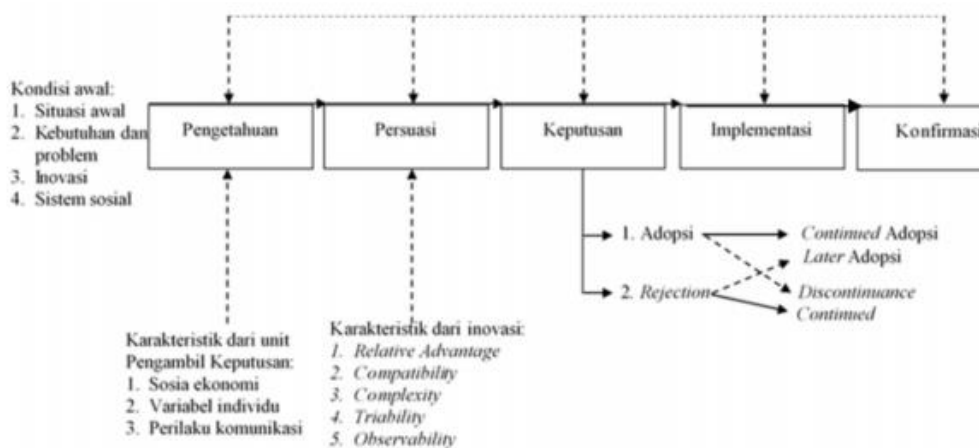 Kondisi awal:
1. Situasi awal
2. Kebutuhan dan
problem
3. Inovasi
4. Sistem sosial
Pengetahuan
Persuasi
Keputusan
Implementasi
Konfirmasi
1. Adopsi
2. Rejection
Continued Adopsi
Later Adopsi
Discontinuance
Continued
Karakteristik dari unit
Pengambil Keputusan:
1. Sosia ekonomi
2. Variabel individu
3. Perilaku komunikasi
Karakteristik dari inovasi:
1. Relative Advantage
2. Compatibility
3. Complexity
4. Triability
5. Observability